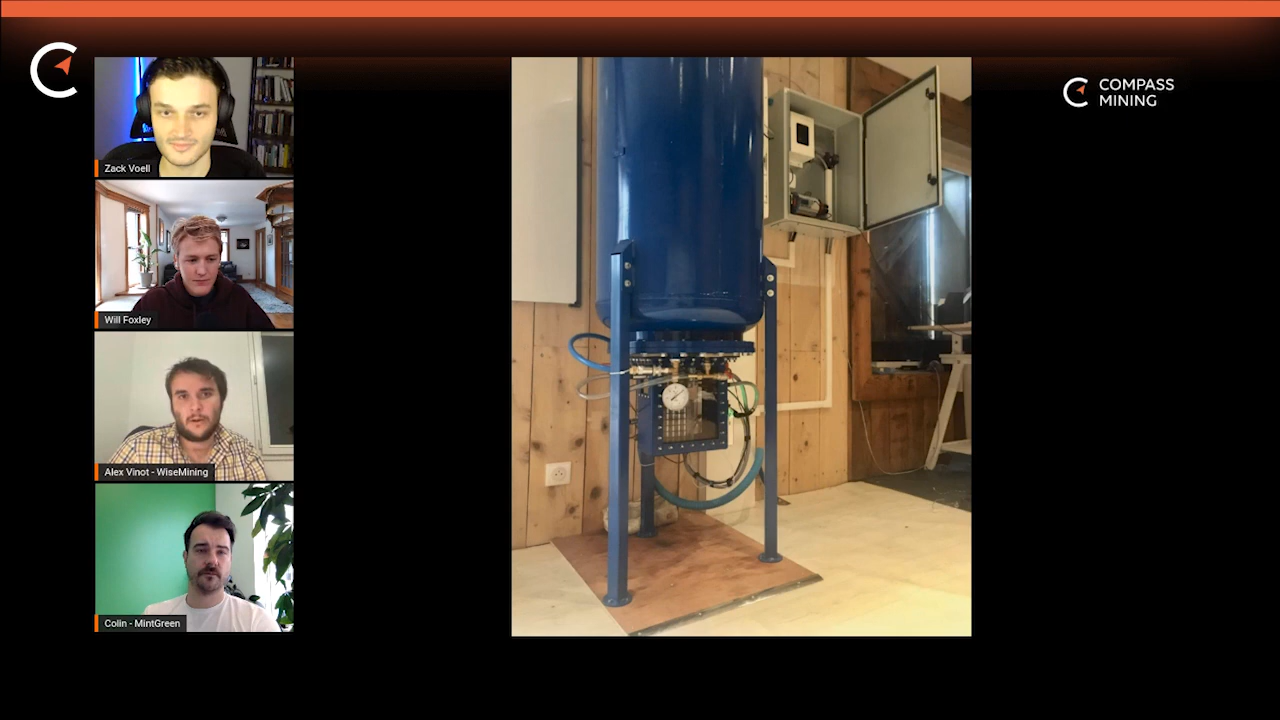 COMPASS
MINING
Zack Voell
Will Foxley
Alex Vinot - WiseMining
Colin - MintGreen